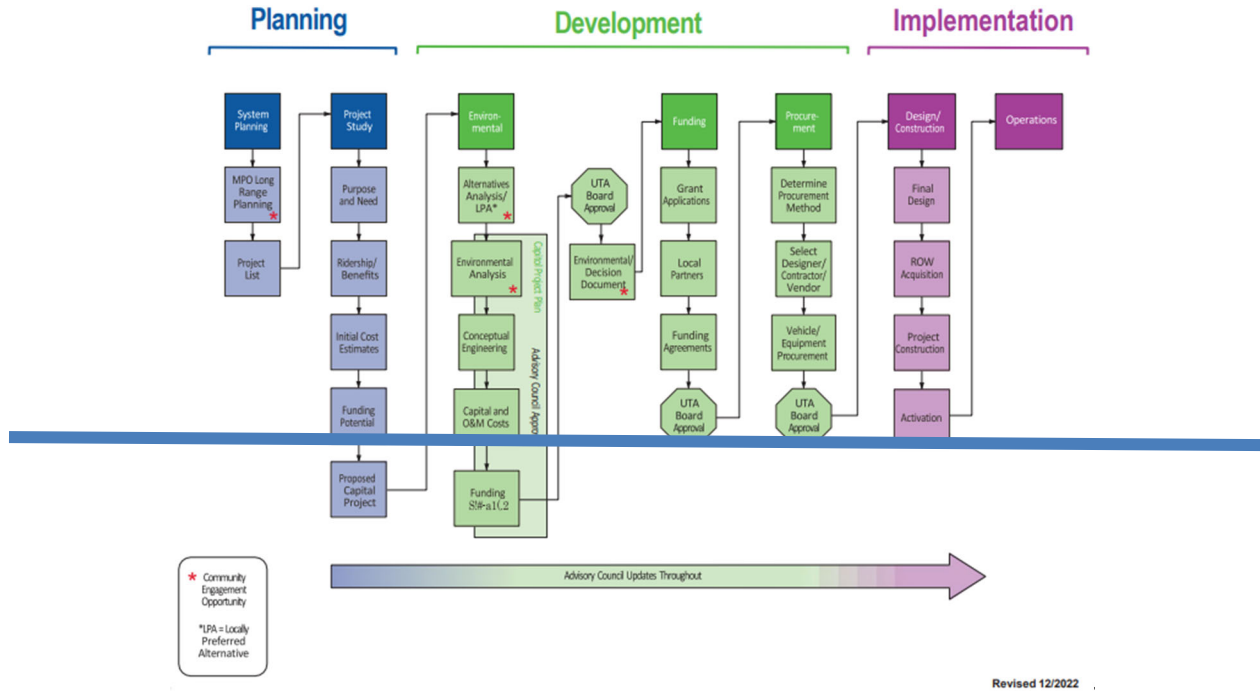 Planning
Development
Implementation
System
Planning
MPO Long
Range
Planning
*
Project
List
Project
Study
Purpose
and Need
Ridership/
Benefits
Initial Cost
Estimates
Funding
Potential
Proposed
Capital
Project
Environ-
mental
Alternatives
Analysis/
LPA*
*
Environmental
Analysis
*
Conceptual
Engineering
Capital and
O&M Costs
Funding
S!#-a1(.2
Capitol Project Plan
Advisory Council Appro
UTA
Board
Approval
Environmental/
Decision
Document
*
Funding
Grant
Applications
Local
Partners
Funding
Agreements
UTA
Board
Approval
Procure-
ment
Determine
Procurement
Method
Select
Designer/
Contractor/
Vendor
Vehicle/
Equipment
Procurement
UTA
Board
Approval
Design/
Construction
Final
Design
ROW
Acquisition
Project
Construction
Activation
Operations
* Community
Engagement
Opportunity
*LPA = Locally
Preferred
Alternative
Advisory Council Updates Throughout
Revised 12/2022